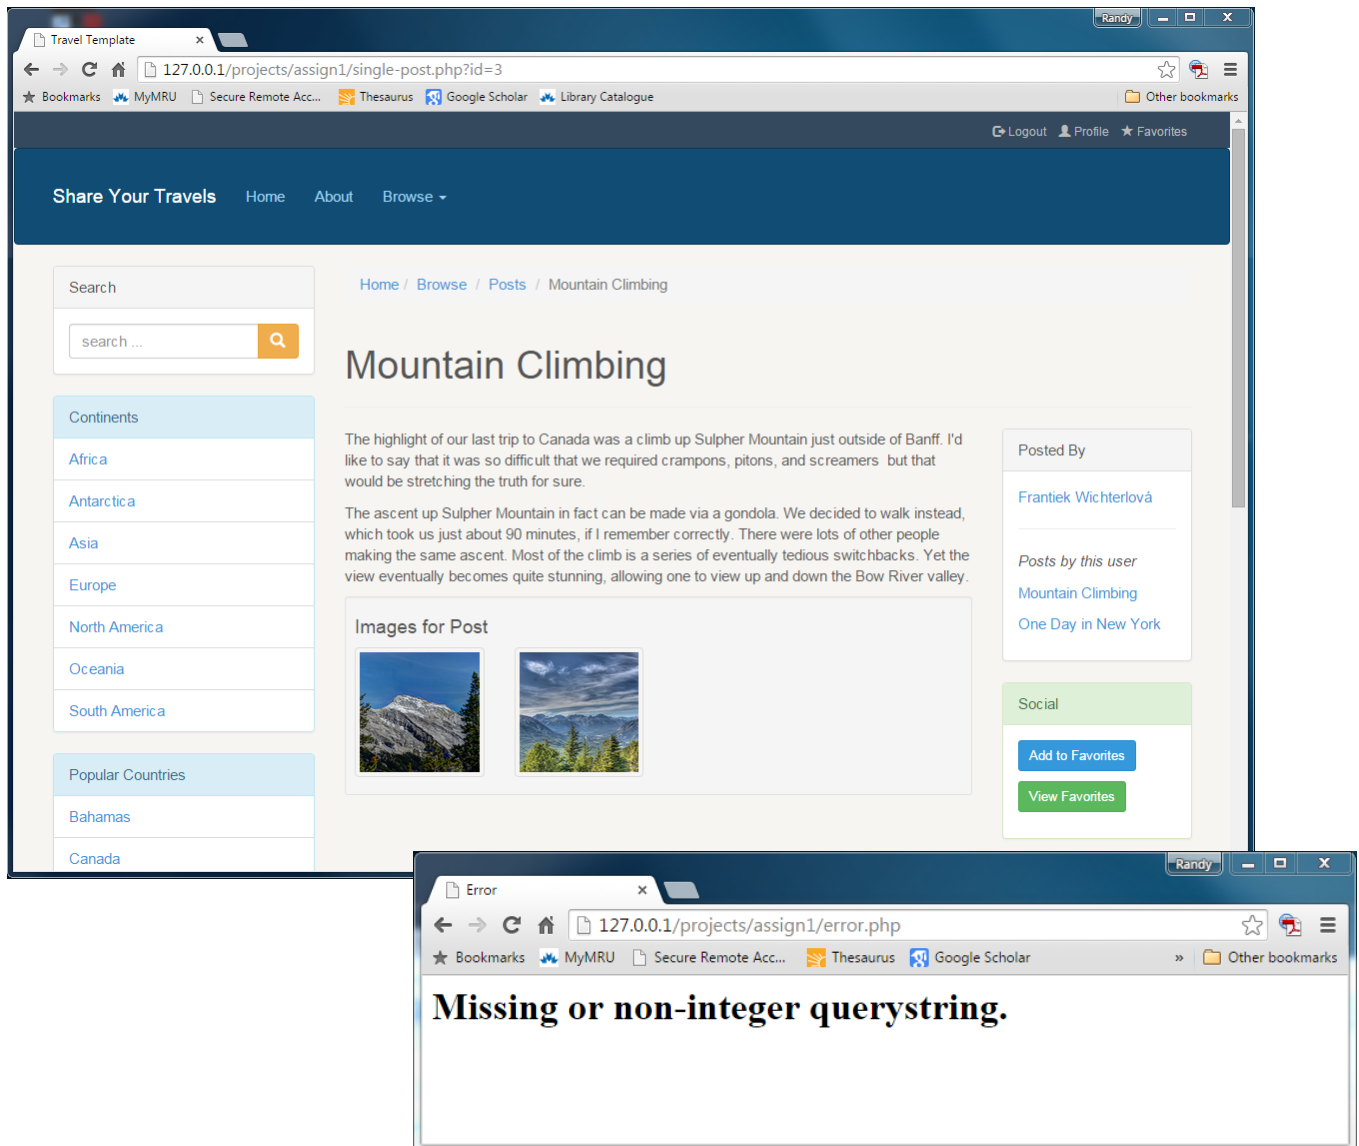 Randy
Travel Template
127.0.0.1/projects/assign1/single-post.php?id=3
Bookmarks MyMRU Secure Remote Acc... Thesaurus Google Scholar Library Catalogue Other bookmarks
Logout Profile Favorites
Share Your Travels Home About Browse
Search
search ...
Continents
Africa
Antarctica
Asia
Europe
North America
Oceania
South America
Popular Countries
Bahamas
Canada
Home / Browse / Posts / Mountain Climbing
Mountain Climbing
The highlight of our last trip to Canada was a climb up Sulpher Mountain just outside of Banff. I'd
like to say that it was so difficult that we required crampons, pitons, and screamers but that
would be stretching the truth for sure.
The ascent up Sulpher Mountain in fact can be made via a gondola. We decided to walk instead,
which took us just about 90 minutes, if I remember correctly. There were lots of other people
making the same ascent. Most of the climb is a series of eventually tedious switchbacks. Yet the
view eventually becomes quite stunning, allowing one to view up and down the Bow River valley.
Images for Post
Posted By
Frantiek Wichterlová
Posts by this user
Mountain Climbing
One Day in New York
Social
Add to Favorites
View Favorites
Randy
Error
127.0.0.1/projects/assign1/error.php
Bookmarks MyMRU Secure Remote Acc... Thesaurus Google Scholar » Other bookmarks
Missing or non-integer querystring.